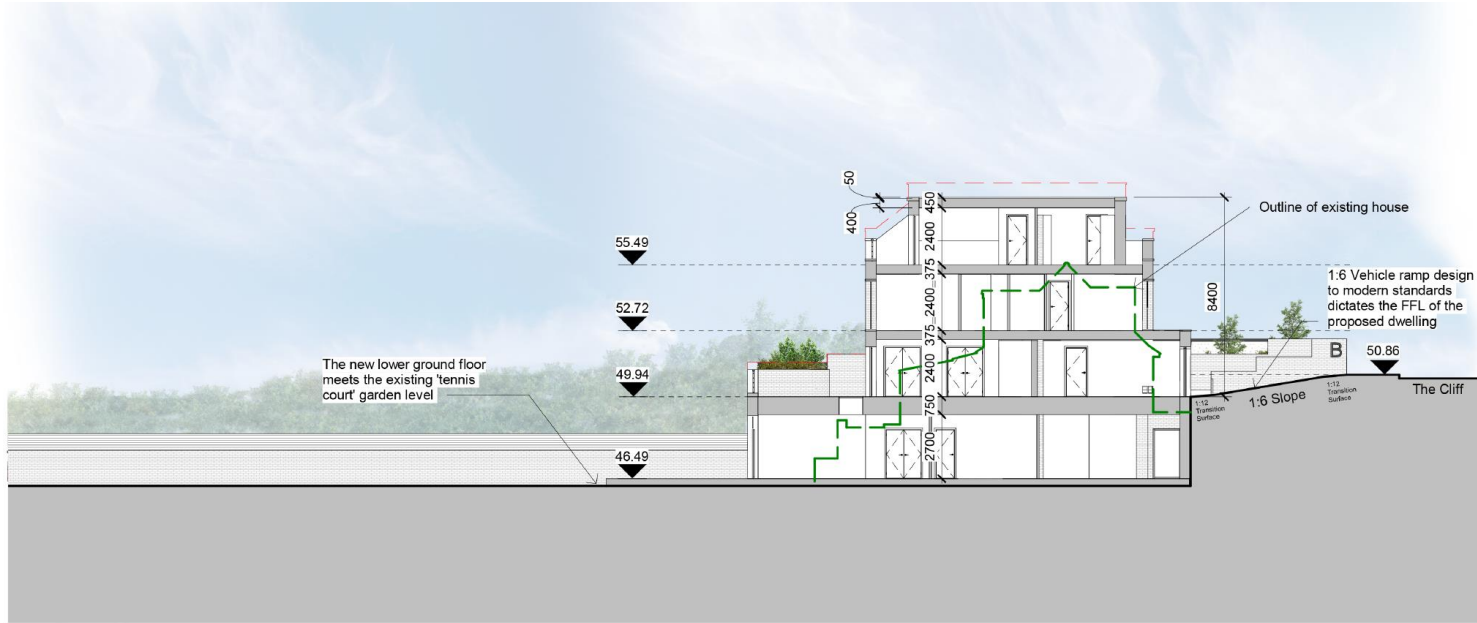 50
400
450
2400
375
2400
375
2400
750
2700
8400
Outline of existing house
55.49
52.72
49.94
46.49
1:6 Vehicle ramp design
to modern standards
dictates the FFL of the
proposed dwelling
The new lower ground floor
meets the existing 'tennis
court' garden level
B
50.86
The Cliff
1:12
Transition
Surface
1:6 Slope
1:12
Transition
Surface